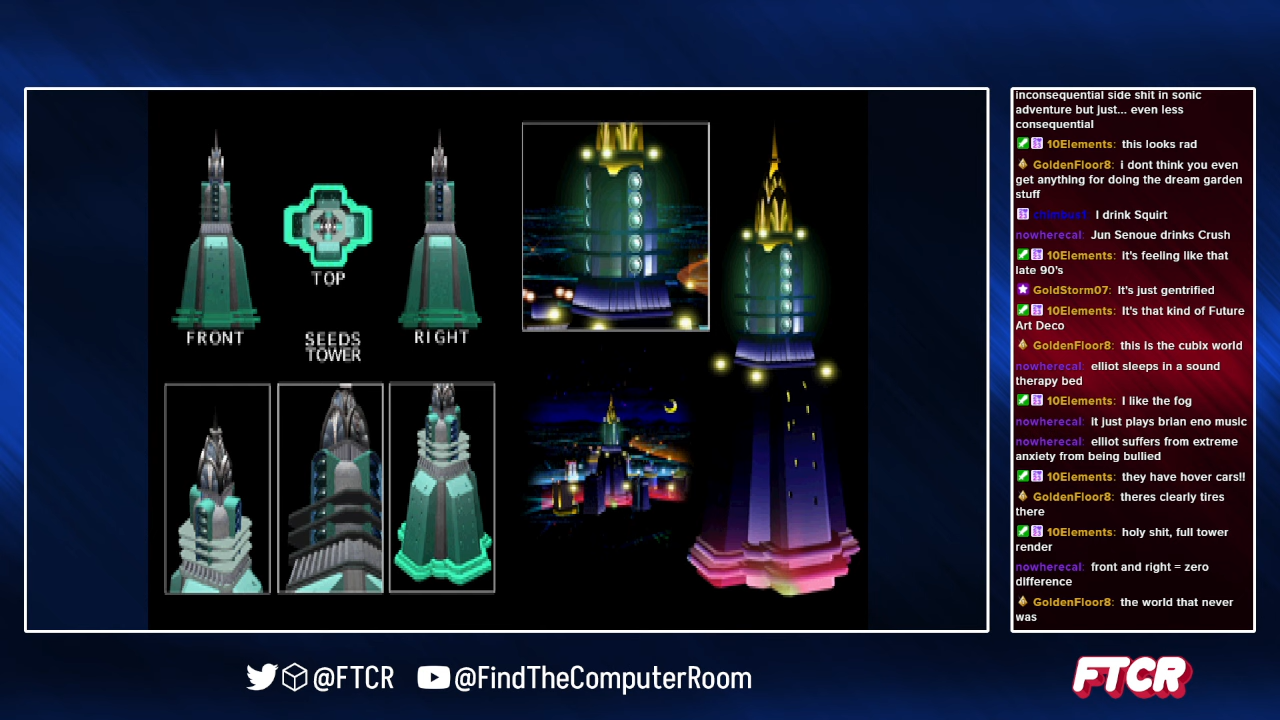 TOP
FRONT
SEEDS
TOWER
RIGHT
inconsequential side shit in sonic
adventure but just... even less
consequential
10Elements: this looks rad
GoldenFloor8: i dont think you even
get anything for doing the dream garden
stuff
chimbust I drink Squirt
nowherecal: Jun Senoue drinks Crush
10Elements: It's feeling like that
late 90's
GoldStorm07: It's just gentrified
10Elements: It's that kind of Future
Art Deco
GoldenFloor8: this is the cubix world
nowherecal: elliot sleeps in a sound
therapy bed
10Elements: I like the fog
nowherecal: it just plays brian eno music
nowherecal: elliot suffers from extreme
anxiety from being bullied
10Elements: they have hover cars!!
GoldenFloor8: theres clearly tires
there
10Elements: holy shit, full tower
render
nowherecal: front and right = zero
difference
GoldenFloor8: the world that never
was
@FTCR @FindTheComputerRoom
FTCR